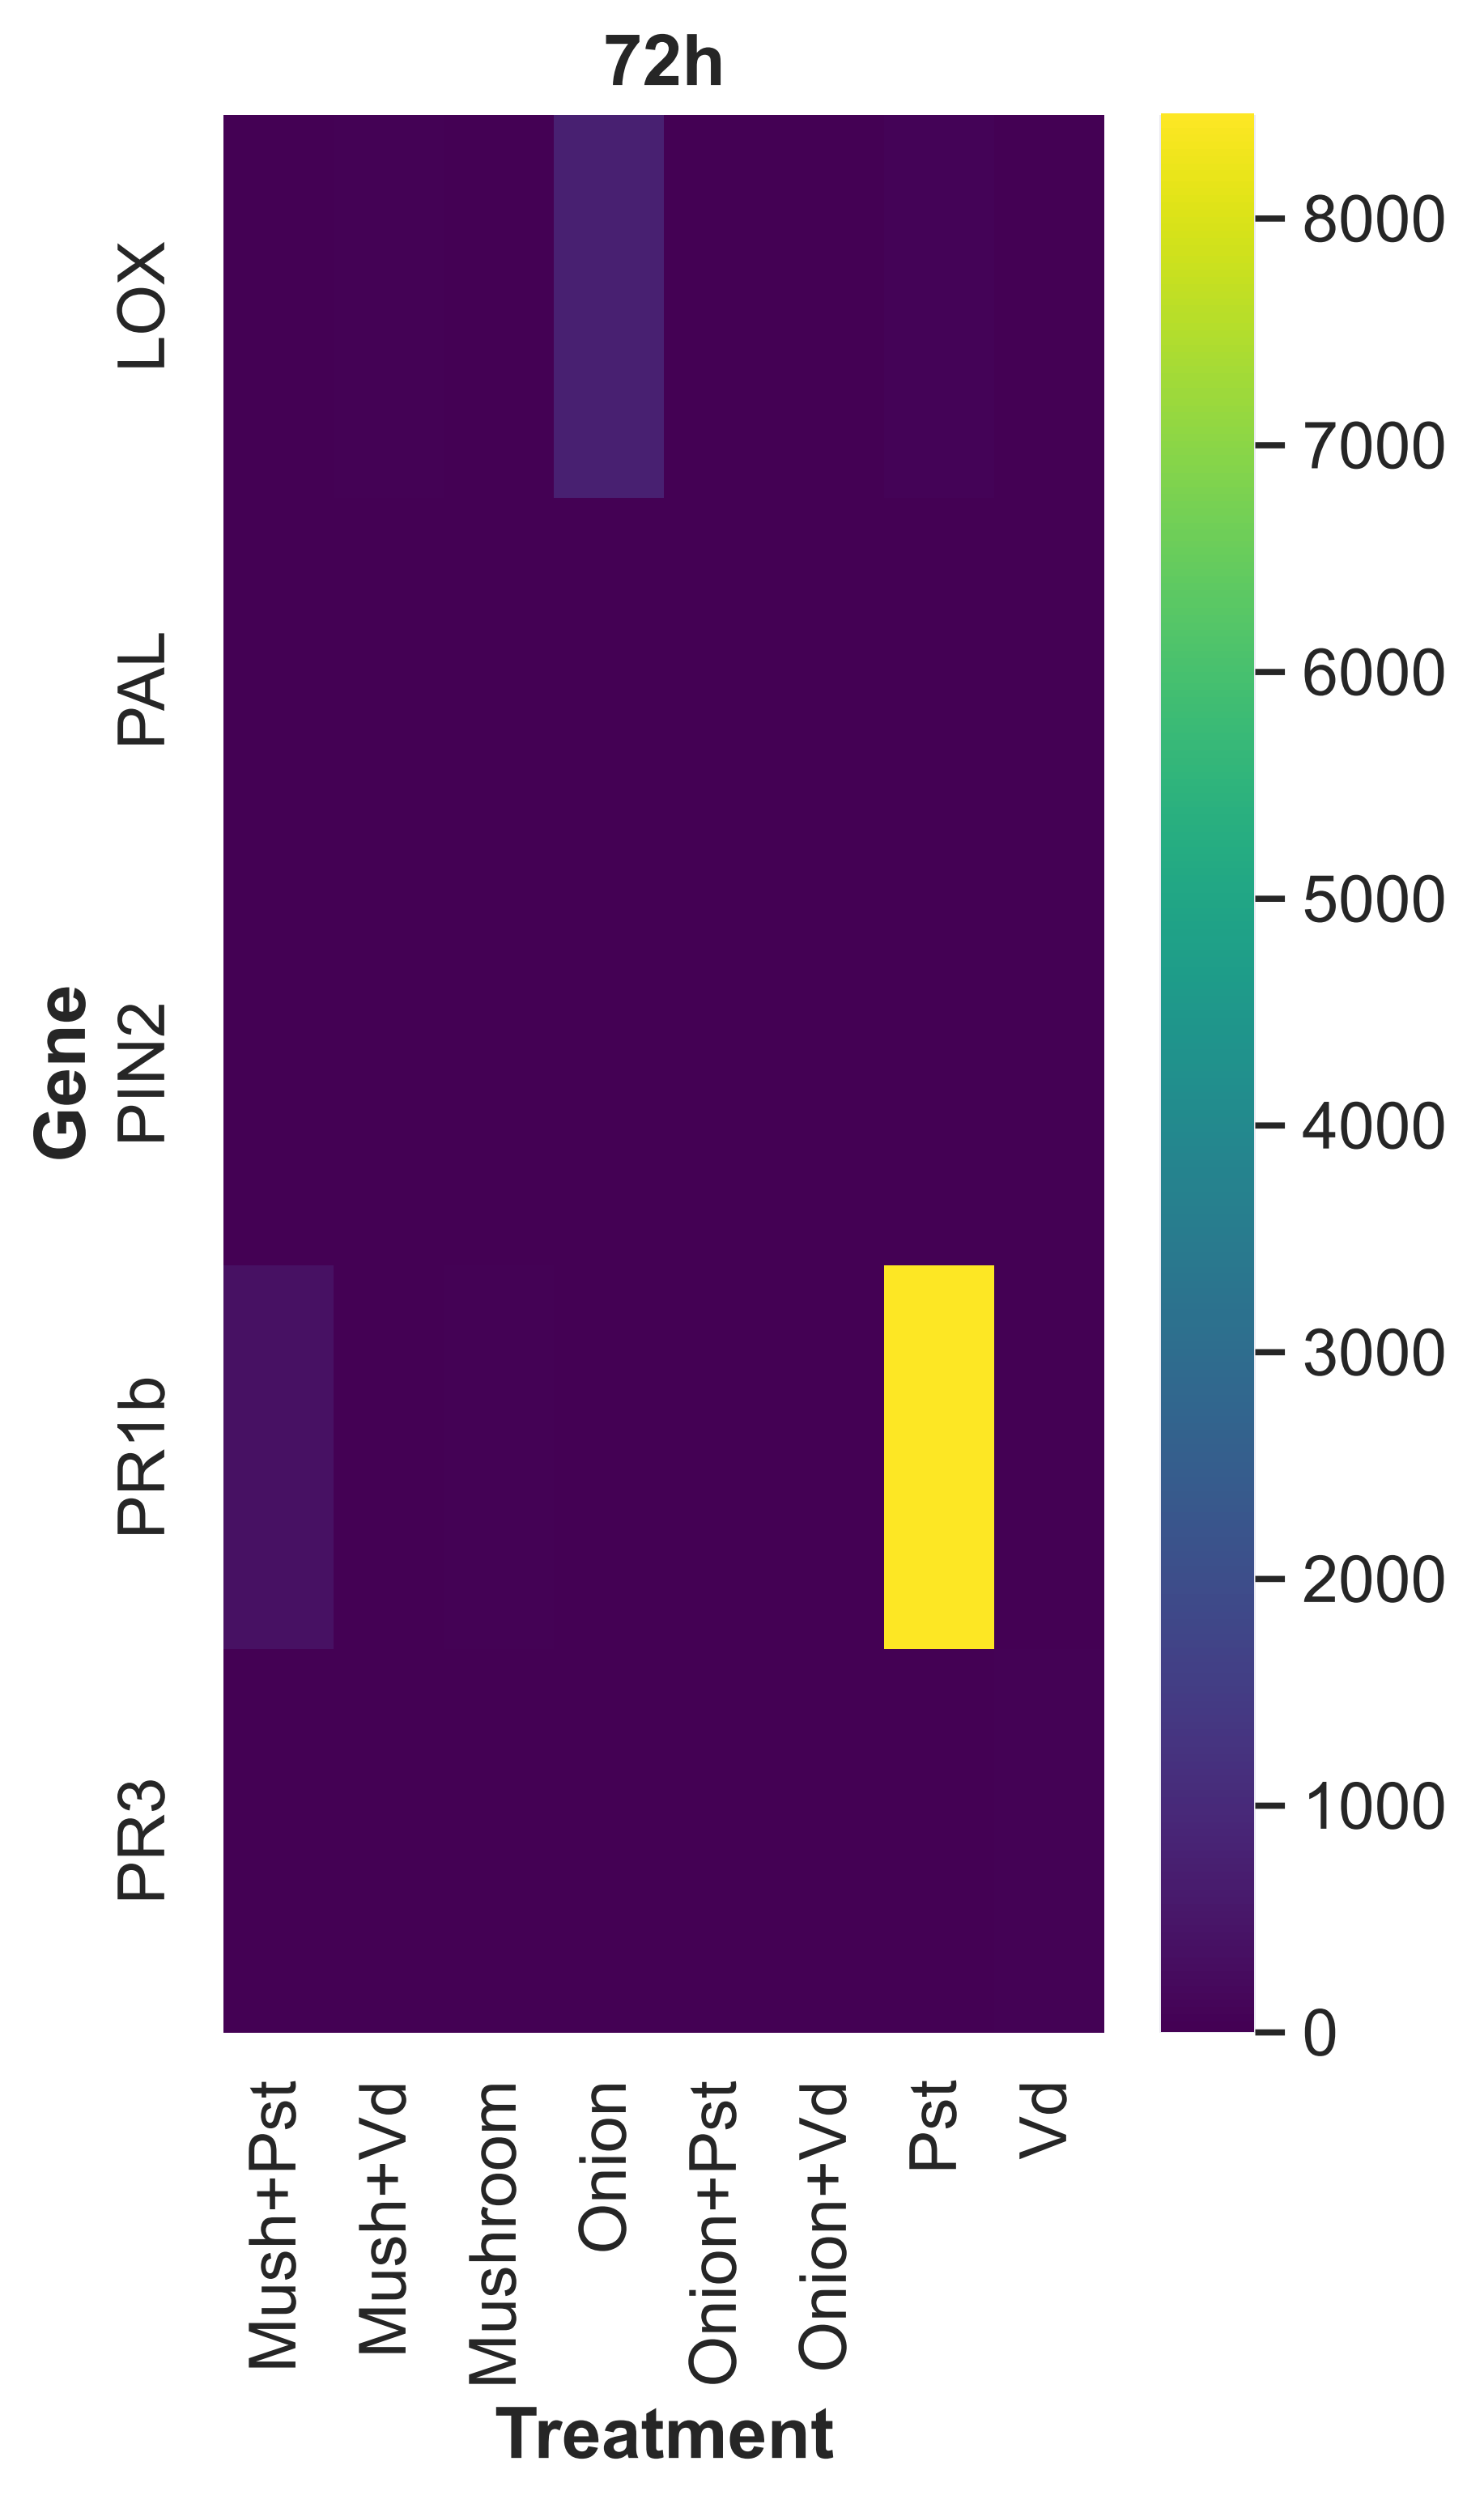 72h
Gene
LOX
PAL
PIN2
PR1b
PR3
8000
7000
6000
5000
4000
3000
2000
1000
0
Mush+Pst
Mush+Vd
Mushroom
Onion
Onion+Pst
Onion+Vd
Pst
Vd
Treatment